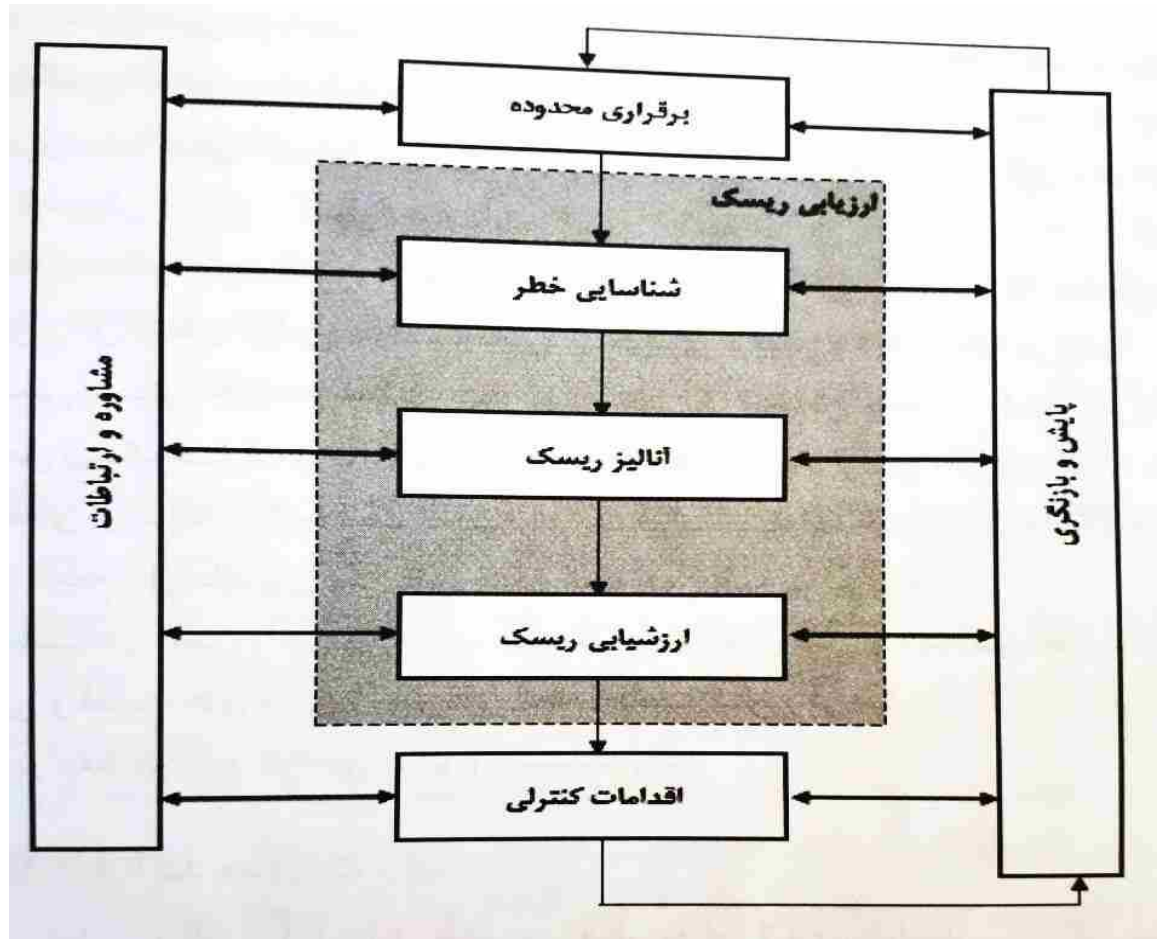 برقراری محدوده
ارزیابی ریسک
شناسایی خطر
آنالیز ریسک
ارزشیابی ریسک
اقدامات کنترلی
پایش و بازنگری
مشاوره و ارتباطات